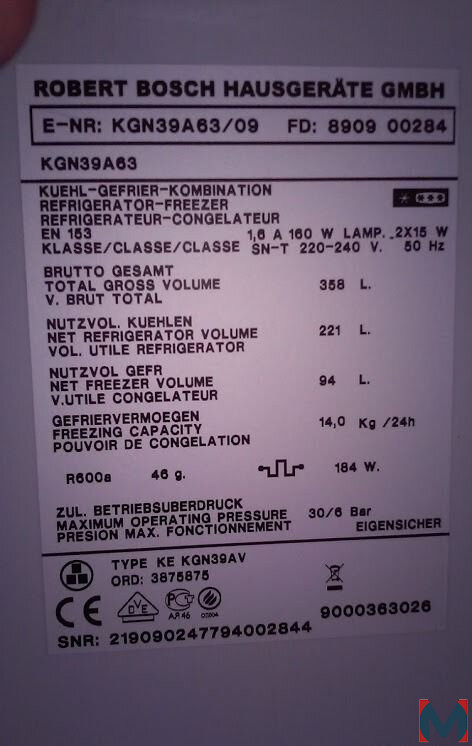 ROBERT BOSCH HAUSGERÄTE GMBH
E-NR: KGN39A63/09 FD: 8909 00284
KGN39A63
KUEHL-GEFRIER-KOMBINATION
REFRIGERATOR-FREEZER
REFRIGERATEUR-CONGELATEUR
EN 153 1,6 A 160 W LAMP. 2X15 W
KLASSE/CLASSE/CLASSE SN-T 220-240 V. 50 Hz
BRUTTO GESAMT
TOTAL GROSS VOLUME 358 L.
V. BRUT TOTAL
NUTZVOL. KUEHLEN
NET REFRIGERATOR VOLUME 221 L.
VOL. UTILE REFRIGERATOR
NUTZVOL GEFR
NET FREEZER VOLUME 94 L.
V.UTILE CONGELATEUR
GEFRIERVERMOEGEN
FREEZING CAPACITY 14,0 Kg /24h
POUVOIR DE CONGELATION
R600a 46 g. 184 W.
ZUL. BETRIEBSUBERDRUCK
MAXIMUM OPERATING PRESSURE 30/6 Bar
PRESION MAX. FONCTIONNEMENT EIGENSICHER
TYPE KE KGN39AV
ORD: 3875875
CE VDE АЯ46
9000363026
SNR: 219090247794002844